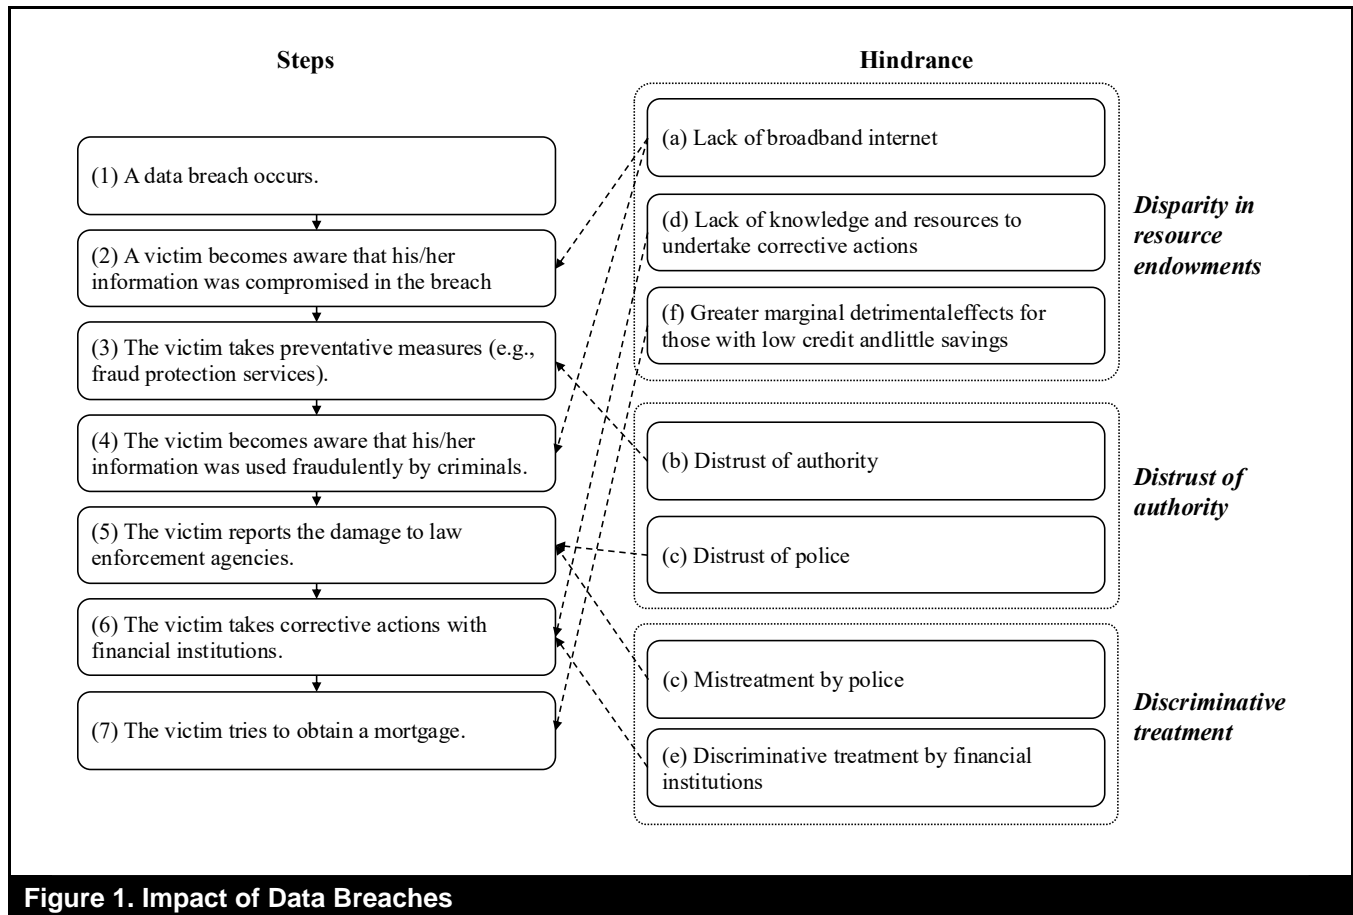 Steps
(1) A data breach occurs.
(2) A victim becomes aware that his/her
information was compromised in the breach
(3) The victim takes preventative measures (e.g.,
fraud protection services).
(4) The victim becomes aware that his/her
information was used fraudulently by criminals.
(5) The victim reports the damage to law
enforcement agencies.
(6) The victim takes corrective actions with
financial institutions.
(7) The victim tries to obtain a mortgage.
Hindrance
(a) Lack of broadband internet
(d) Lack of knowledge and resources to
undertake corrective actions
(f) Greater marginal detrimentaleffects for
those with low credit andlittle savings
Disparity in
resource
endowments
(b) Distrust of authority
(c) Distrust of police
Distrust of
authority
(c) Mistreatment by police
(e) Discriminative treatment by financial
institutions
Discriminative
treatment
Figure 1. Impact of Data Breaches